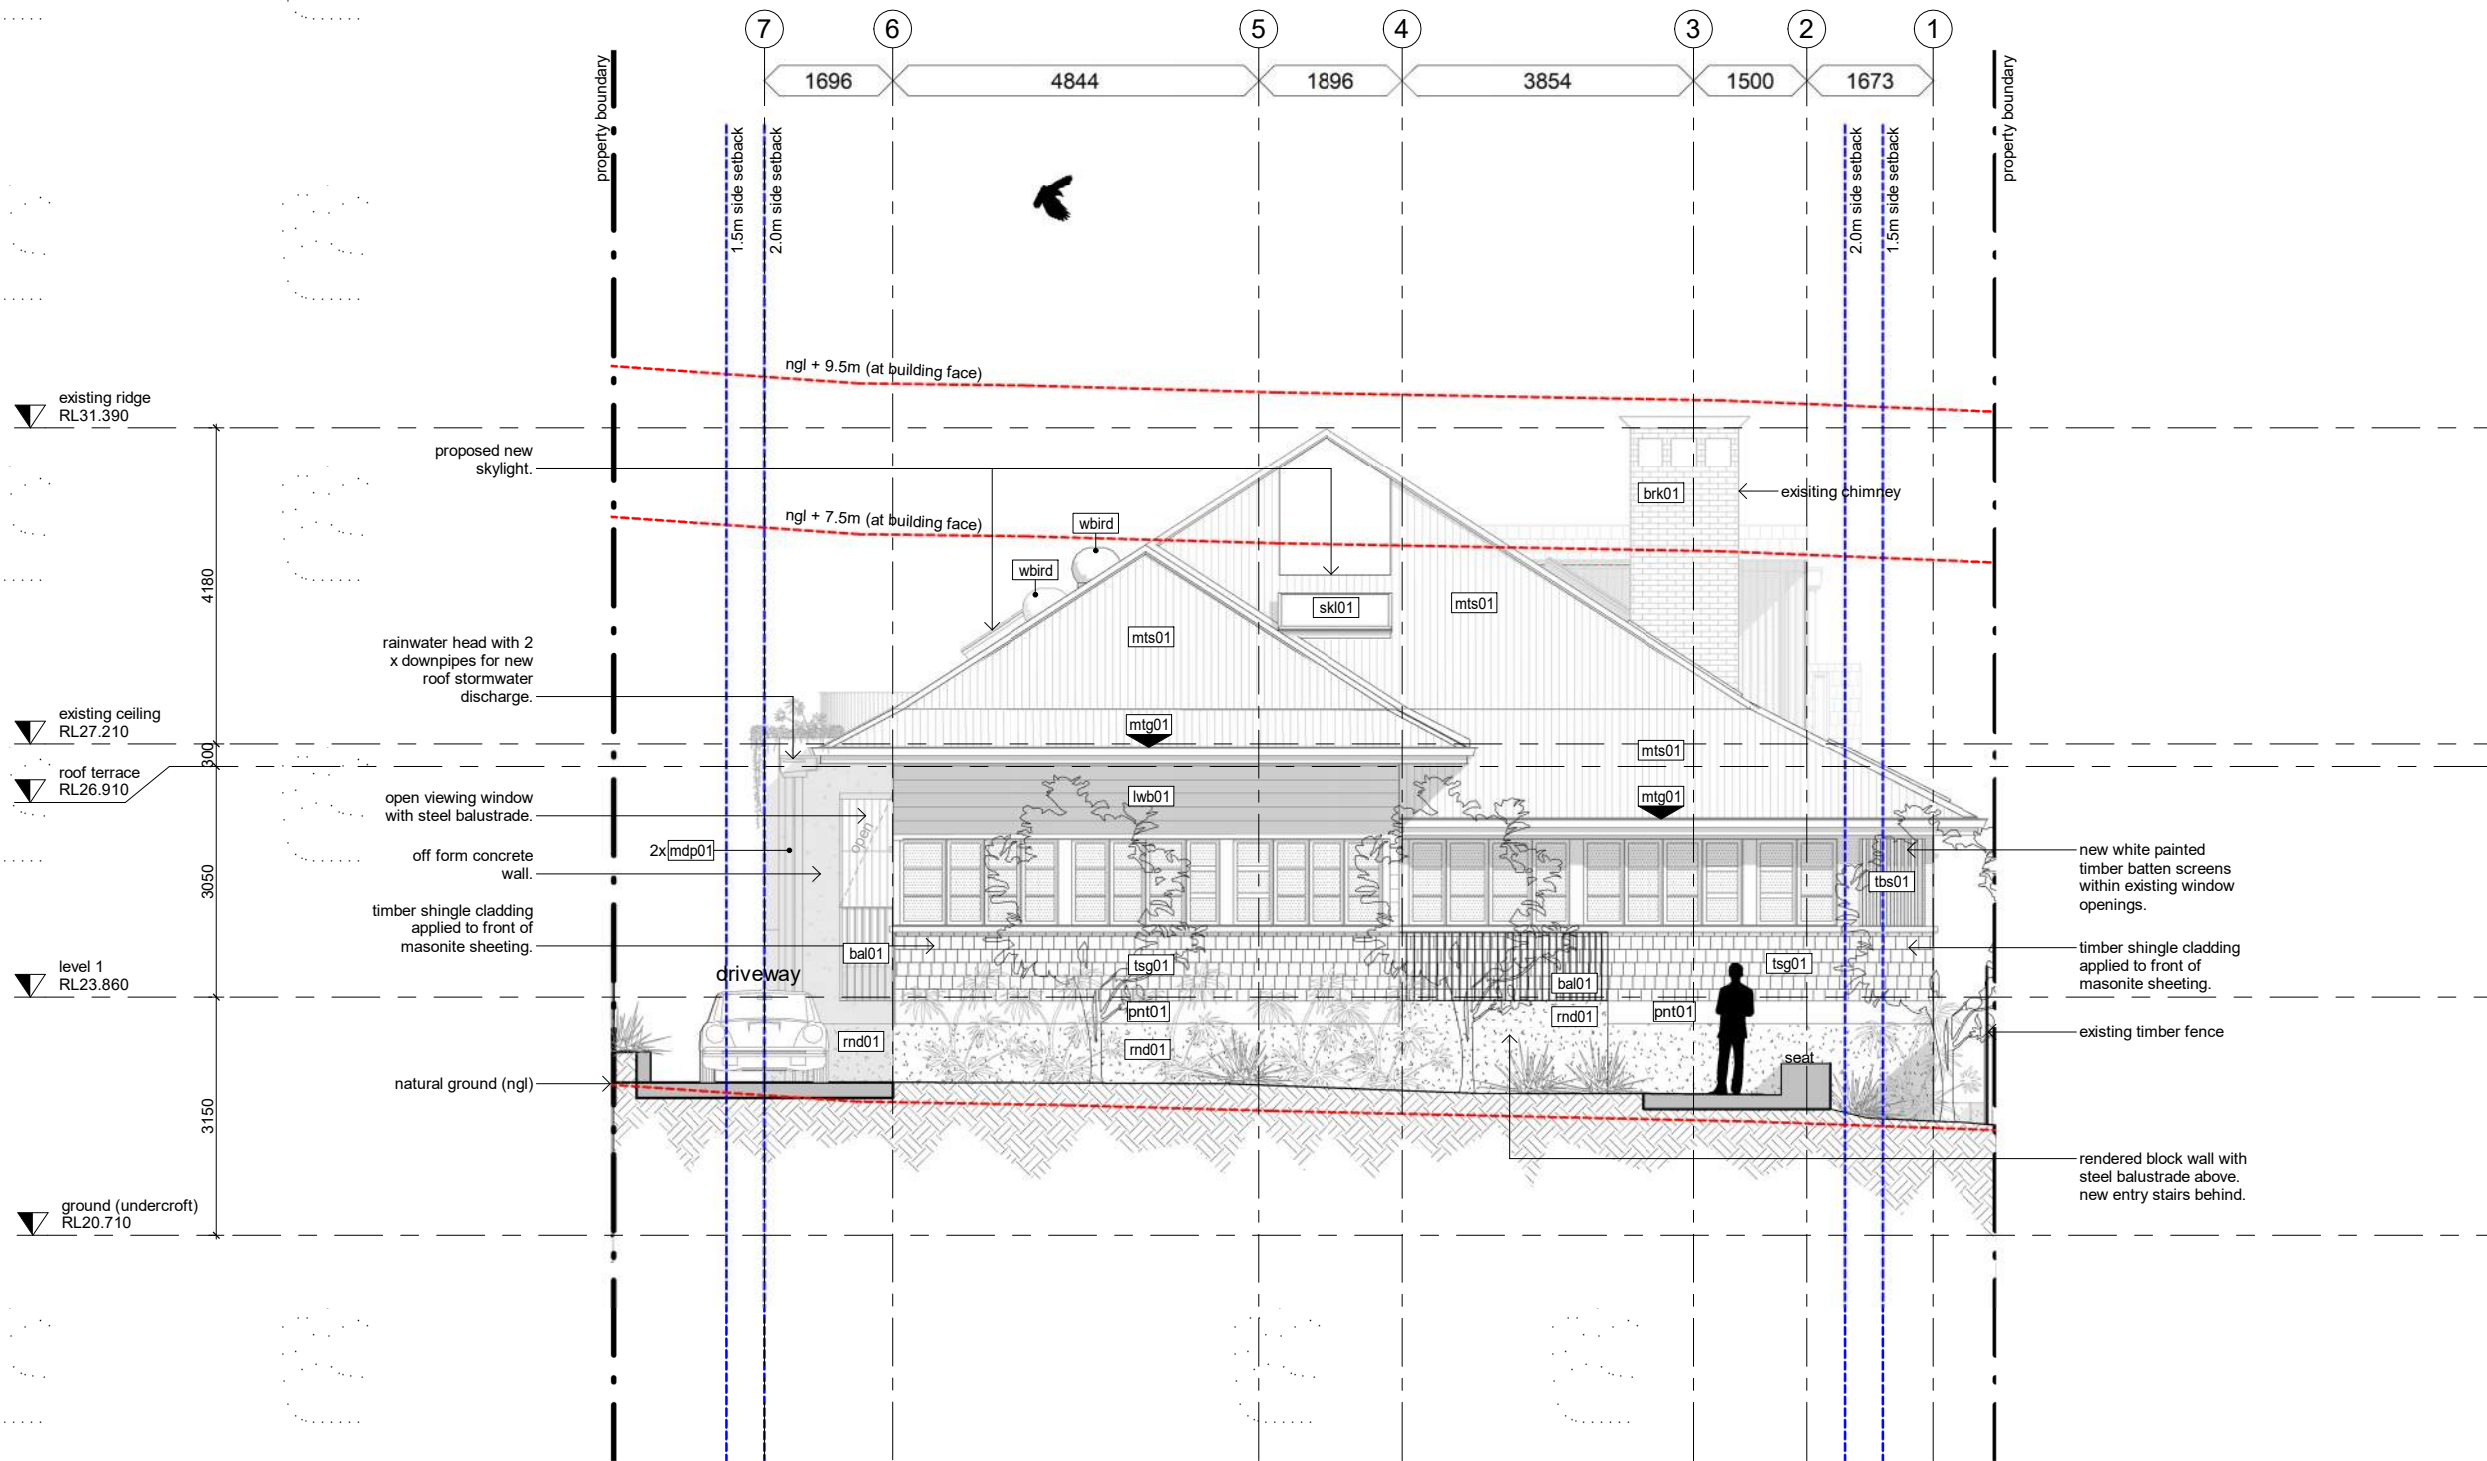 7
6
5
4
3
2
1
1696
4844
1896
3854
1500
1673
property boundary
1.5m side setback
2.0m side setback
2.0m side setback
1.5m side setback
property boundary
ngl + 9.5m (at building face)
existing ridge
RL31.390
proposed new
skylight.
brk01
exisiting chimney
ngl + 7.5m (at building face)
wbird
wbird
4180
skl01
mts01
mts01
rainwater head with 2
x downpipes for new
roof stormwater
discharge.
existing ceiling
RL27.210
mtg01
mts01
300
roof terrace
RL26.910
open viewing window
with steel balustrade.
lwb01
mtg01
open
2x mdp01
off form concrete
wall.
3050
tbs01
new white painted
timber batten screens
within existing window
openings.
timber shingle cladding
applied to front of
masonite sheeting.
bal01
tsg01
tsg01
timber shingle cladding
applied to front of
masonite sheeting.
level 1
RL23.860
driveway
bal01
pnt01
rnd01
pnt01
rnd01
rnd01
existing timber fence
seat
natural ground (ngl)
3150
rendered block wall with
steel balustrade above.
new entry stairs behind.
ground (undercroft)
RL20.710